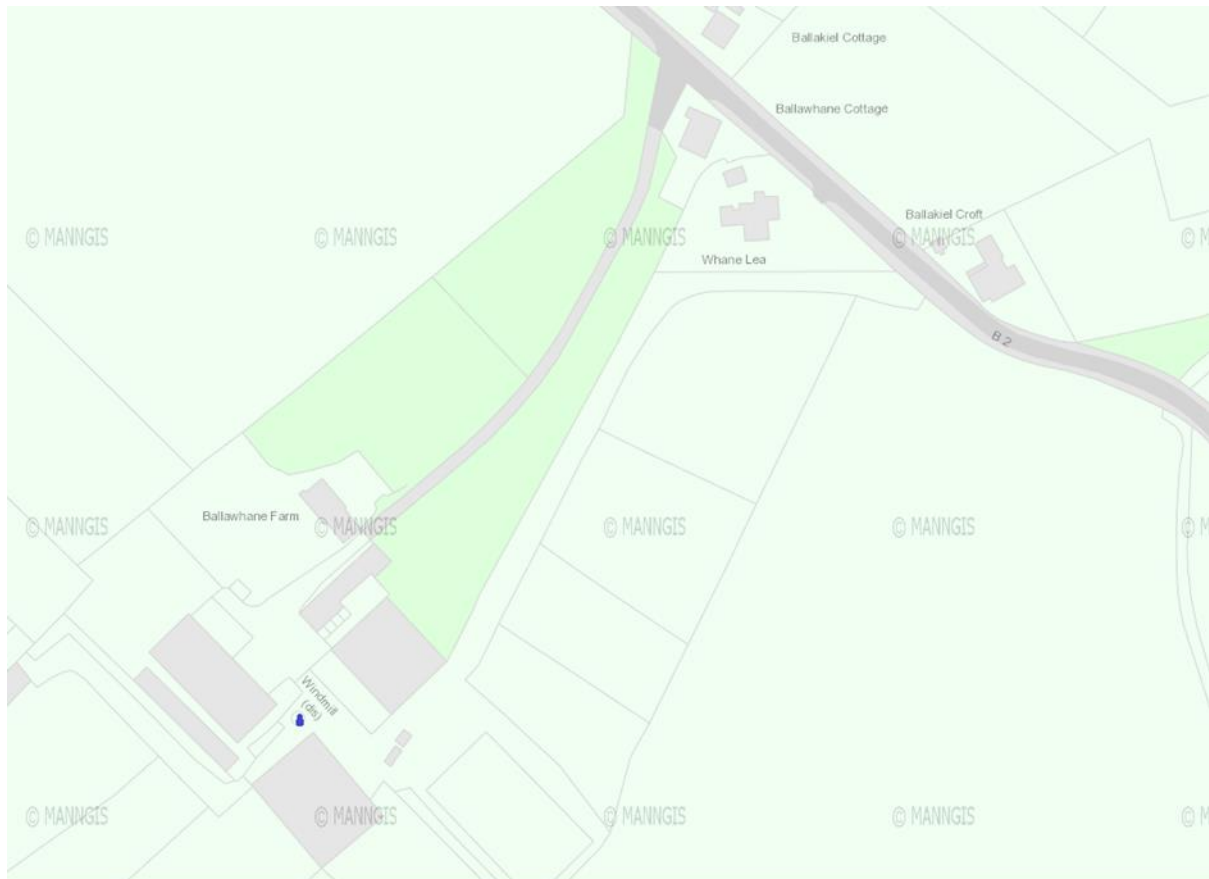 Ballakiel Cottage
Ballawhane Cottage
Ballakiel Croft
© MANNGIS
© MANNGIS
© MANNGIS
© MANNGIS
© M
Whane Lea
B.2
Ballawhane Farm
© MANNGIS
© MANNGIS
© MANNGIS
© MANNGIS
© M
Windmill
(dis)
© MANNGIS
© MANNGIS
© MANNGIS
© MANNGIS
© M